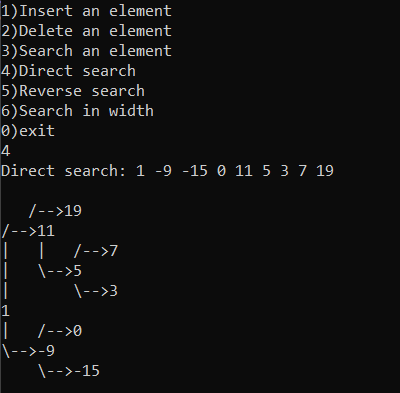 1)Insert an element
2)Delete an element
3)Search an element
4)Direct search
5)Reverse search
6)Search in width
0)exit
4
Direct search: 1 -9 -15 0 11 5 3 7 19

   /-->19
/-->11
|   |   /-->7
|   \-->5
|       \-->3
1
|   /-->0
\-->-9
    \-->-15